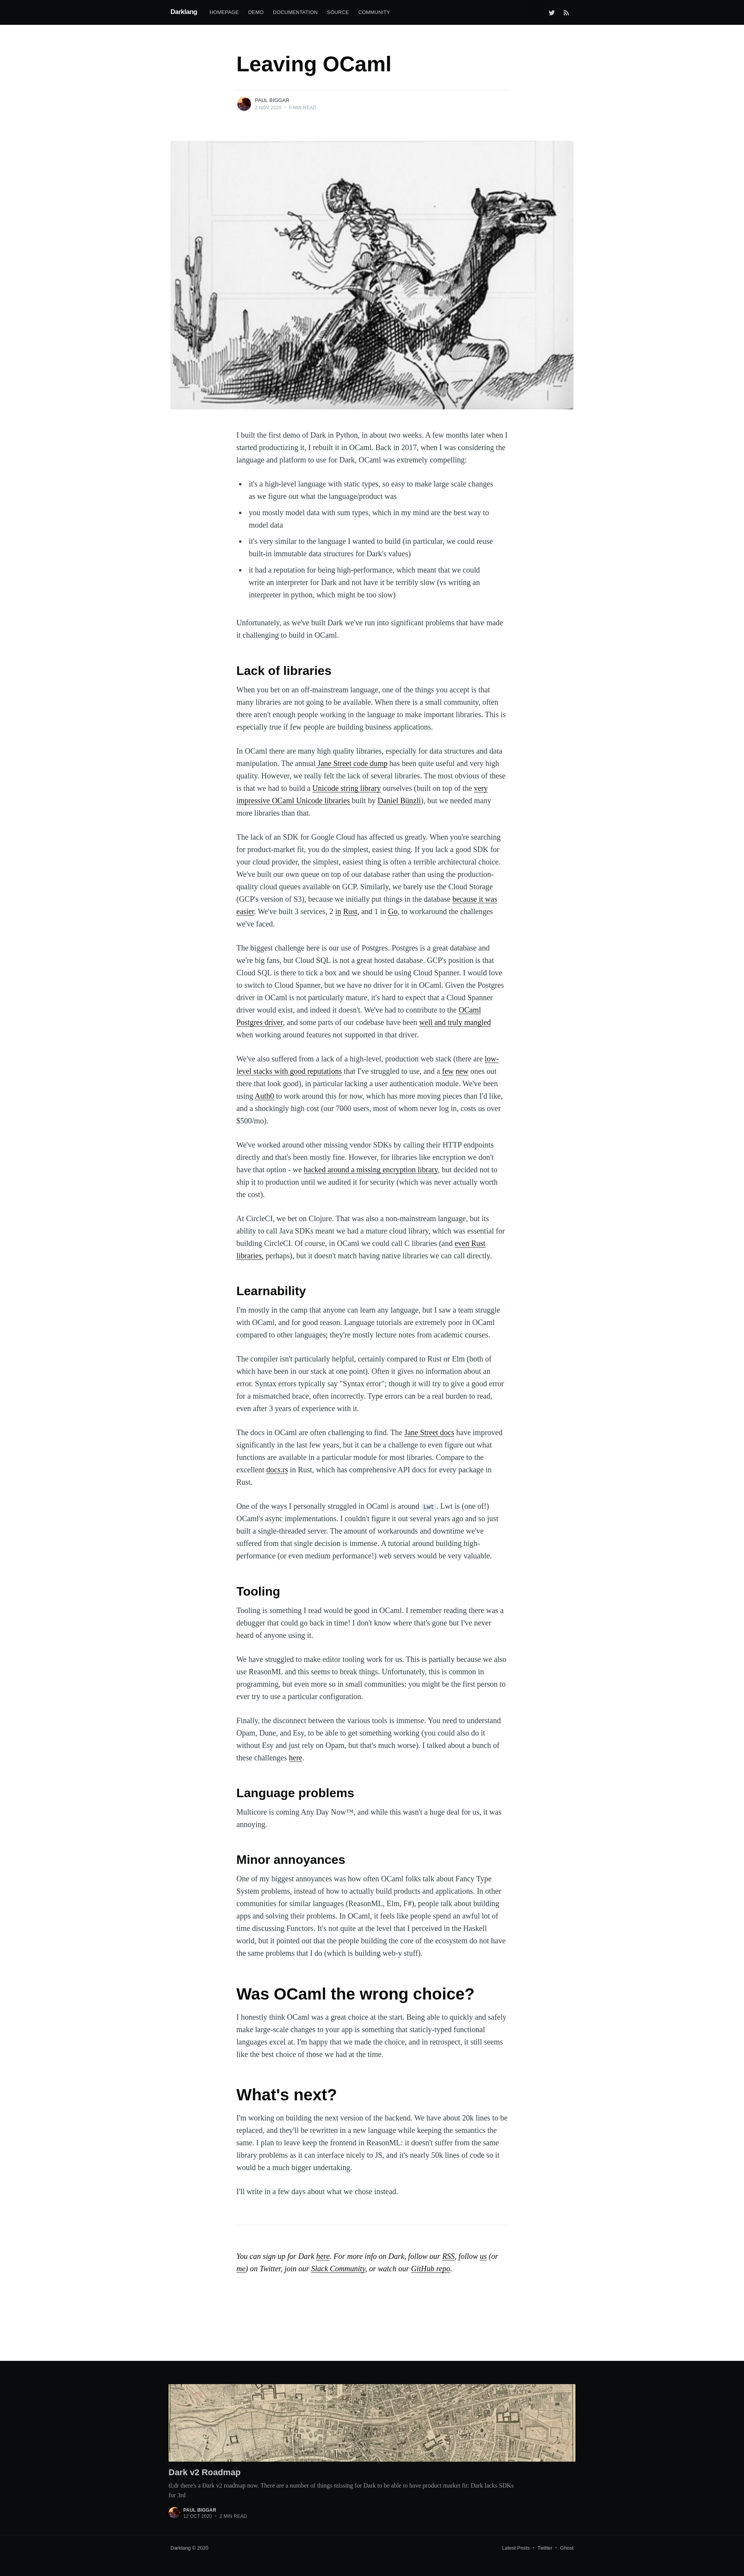 Darklang HOMEPAGE DEMO DOCUMENTATION SOURCE COMMUNITY
Leaving OCaml
PAUL BIGGAR
2 NOV 2020 • 5 MIN READ
I built the first demo of Dark in Python, in about two weeks. A few months later when I
started productizing it, I rebuilt it in OCaml. Back in 2017, when I was considering the
language and platform to use for Dark, OCaml was extremely compelling:
• it's a high-level language with static types, so easy to make large scale changes
as we figure out what the language/product was
• you mostly model data with sum types, which in my mind are the best way to
model data
• it's very similar to the language I wanted to build (in particular, we could reuse
built-in immutable data structures for Dark's values)
• it had a reputation for being high-performance, which meant that we could
write an interpreter for Dark and not have it be terribly slow (vs writing an
interpreter in python, which might be too slow)
Unfortunately, as we've built Dark we've run into significant problems that have made
it challenging to build in OCaml.
Lack of libraries
When you bet on an off-mainstream language, one of the things you accept is that
many libraries are not going to be available. When there is a small community, often
there aren't enough people working in the language to make important libraries. This is
especially true if few people are building business applications.
In OCaml there are many high quality libraries, especially for data structures and data
manipulation. The annual Jane Street code dump has been quite useful and very high
quality. However, we really felt the lack of several libraries. The most obvious of these
is that we had to build a Unicode string library ourselves (built on top of the very
impressive OCaml Unicode libraries built by Daniel Bünzli), but we needed many
more libraries than that.
The lack of an SDK for Google Cloud has affected us greatly. When you're searching
for product-market fit, you do the simplest, easiest thing. If you lack a good SDK for
your cloud provider, the simplest, easiest thing is often a terrible architectural choice.
We've built our own queue on top of our database rather than using the production-
quality cloud queues available on GCP. Similarly, we barely use the Cloud Storage
(GCP's version of S3), because we initially put things in the database because it was
easier. We've built 3 services, 2 in Rust, and 1 in Go, to workaround the challenges
we've faced.
The biggest challenge here is our use of Postgres. Postgres is a great database and
we're big fans, but Cloud SQL is not a great hosted database. GCP's position is that
Cloud SQL is there to tick a box and we should be using Cloud Spanner. I would love
to switch to Cloud Spanner, but we have no driver for it in OCaml. Given the Postgres
driver in OCaml is not particularly mature, it's hard to expect that a Cloud Spanner
driver would exist, and indeed it doesn't. We've had to contribute to the OCaml
Postgres driver, and some parts of our codebase have been well and truly mangled
when working around features not supported in that driver.
We've also suffered from a lack of a high-level, production web stack (there are low-
level stacks with good reputations that I've struggled to use, and a few new ones out
there that look good), in particular lacking a user authentication module. We've been
using Auth0 to work around this for now, which has more moving pieces than I'd like,
and a shockingly high cost (our 7000 users, most of whom never log in, costs us over
$500/mo).
We've worked around other missing vendor SDKs by calling their HTTP endpoints
directly and that's been mostly fine. However, for libraries like encryption we don't
have that option - we hacked around a missing encryption library, but decided not to
ship it to production until we audited it for security (which was never actually worth
the cost).
At CircleCI, we bet on Clojure. That was also a non-mainstream language, but its
ability to call Java SDKs meant we had a mature cloud library, which was essential for
building CircleCI. Of course, in OCaml we could call C libraries (and even Rust
libraries, perhaps), but it doesn't match having native libraries we can call directly.
Learnability
I'm mostly in the camp that anyone can learn any language, but I saw a team struggle
with OCaml, and for good reason. Language tutorials are extremely poor in OCaml
compared to other languages; they're mostly lecture notes from academic courses.
The compiler isn't particularly helpful, certainly compared to Rust or Elm (both of
which have been in our stack at one point). Often it gives no information about an
error. Syntax errors typically say "Syntax error"; though it will try to give a good error
for a mismatched brace, often incorrectly. Type errors can be a real burden to read,
even after 3 years of experience with it.
The docs in OCaml are often challenging to find. The Jane Street docs have improved
significantly in the last few years, but it can be a challenge to even figure out what
functions are available in a particular module for most libraries. Compare to the
excellent docs.rs in Rust, which has comprehensive API docs for every package in
Rust.
One of the ways I personally struggled in OCaml is around Lwt. Lwt is (one of!)
OCaml's async implementations. I couldn't figure it out several years ago and so just
built a single-threaded server. The amount of workarounds and downtime we've
suffered from that single decision is immense. A tutorial around building high-
performance (or even medium performance!) web servers would be very valuable.
Tooling
Tooling is something I read would be good in OCaml. I remember reading there was a
debugger that could go back in time! I don't know where that's gone but I've never
heard of anyone using it.
We have struggled to make editor tooling work for us. This is partially because we also
use ReasonML and this seems to break things. Unfortunately, this is common in
programming, but even more so in small communities: you might be the first person to
ever try to use a particular configuration.
Finally, the disconnect between the various tools is immense. You need to understand
Opam, Dune, and Esy, to be able to get something working (you could also do it
without Esy and just rely on Opam, but that's much worse). I talked about a bunch of
these challenges here.
Language problems
Multicore is coming Any Day Now™, and while this wasn't a huge deal for us, it was
annoying.
Minor annoyances
One of my biggest annoyances was how often OCaml folks talk about Fancy Type
System problems, instead of how to actually build products and applications. In other
communities for similar languages (ReasonML, Elm, F#), people talk about building
apps and solving their problems. In OCaml, it feels like people spend an awful lot of
time discussing Functors. It's not quite at the level that I perceived in the Haskell
world, but it pointed out that the people building the core of the ecosystem do not have
the same problems that I do (which is building web-y stuff).
Was OCaml the wrong choice?
I honestly think OCaml was a great choice at the start. Being able to quickly and safely
make large-scale changes to your app is something that staticly-typed functional
languages excel at. I'm happy that we made the choice, and in retrospect, it still seems
like the best choice of those we had at the time.
What's next?
I'm working on building the next version of the backend. We have about 20k lines to be
replaced, and they'll be rewritten in a new language while keeping the semantics the
same. I plan to leave keep the frontend in ReasonML: it doesn't suffer from the same
library problems as it can interface nicely to JS, and it's nearly 50k lines of code so it
would be a much bigger undertaking.
I'll write in a few days about what we chose instead.
You can sign up for Dark here. For more info on Dark, follow our RSS, follow us (or
me) on Twitter, join our Slack Community, or watch our GitHub repo.
Dark v2 Roadmap
tl;dr there's a Dark v2 roadmap now. There are a number of things missing for Dark to be able to have product market fit: Dark lacks SDKs
for 3rd
PAUL BIGGAR
12 OCT 2020 • 2 MIN READ
Darklang © 2020
Latest Posts • Twitter • Ghost